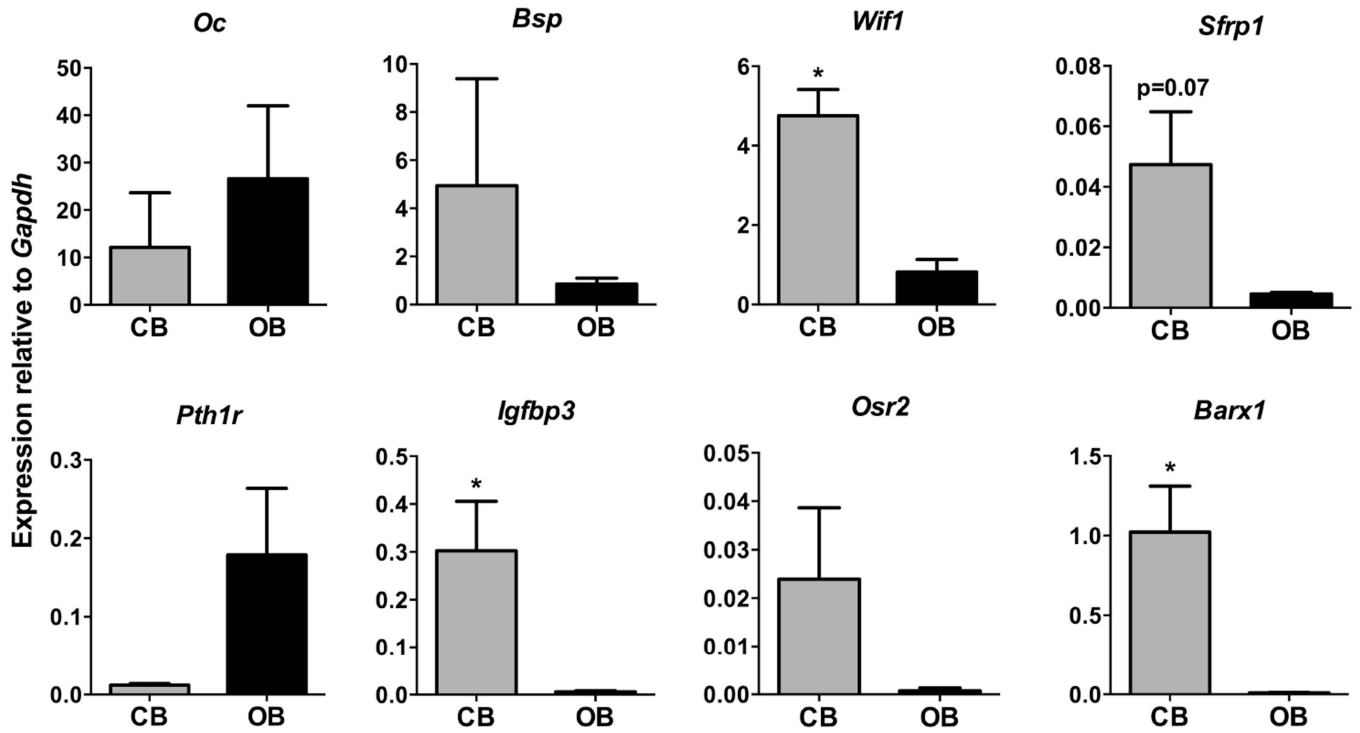 Expression relative to Gapdh
Oc
50
40
30
20
10
0
CB OB
Bsp
10
8
6
4
2
0
CB OB
Wif1
*
6
4
2
0
CB OB
Sfrp1
p=0.07
0.08
0.06
0.04
0.02
0.00
CB OB
Pth1r
0.3
0.2
0.1
0.0
CB OB
Igfbp3
*
0.5
0.4
0.3
0.2
0.1
0.0
CB OB
Osr2
0.05
0.04
0.03
0.02
0.01
0.00
CB OB
Barx1
*
1.5
1.0
0.5
0.0
CB OB